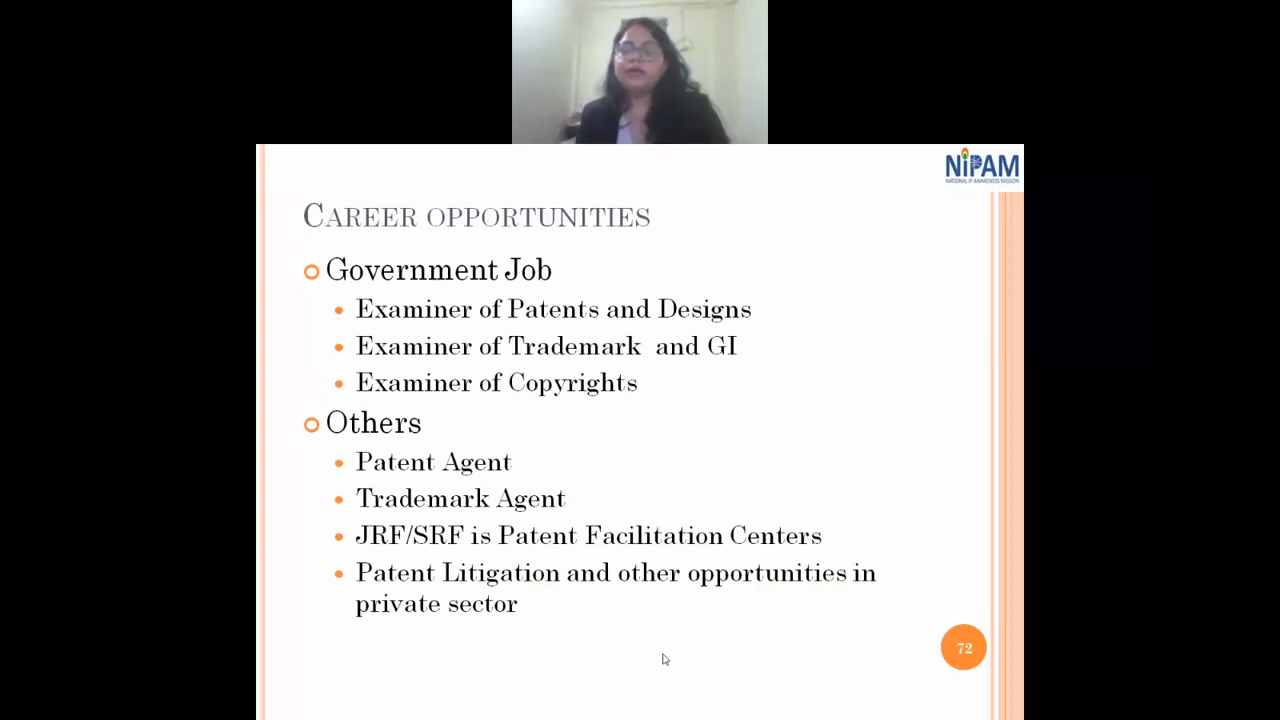 NiPAM
NATIONAL IP AWARENESS MISSION
CAREER OPPORTUNITIES
Government Job
Examiner of Patents and Designs
Examiner of Trademark and GI
Examiner of Copyrights
Others
Patent Agent
Trademark Agent
JRF/SRF is Patent Facilitation Centers
Patent Litigation and other opportunities in
private sector
72